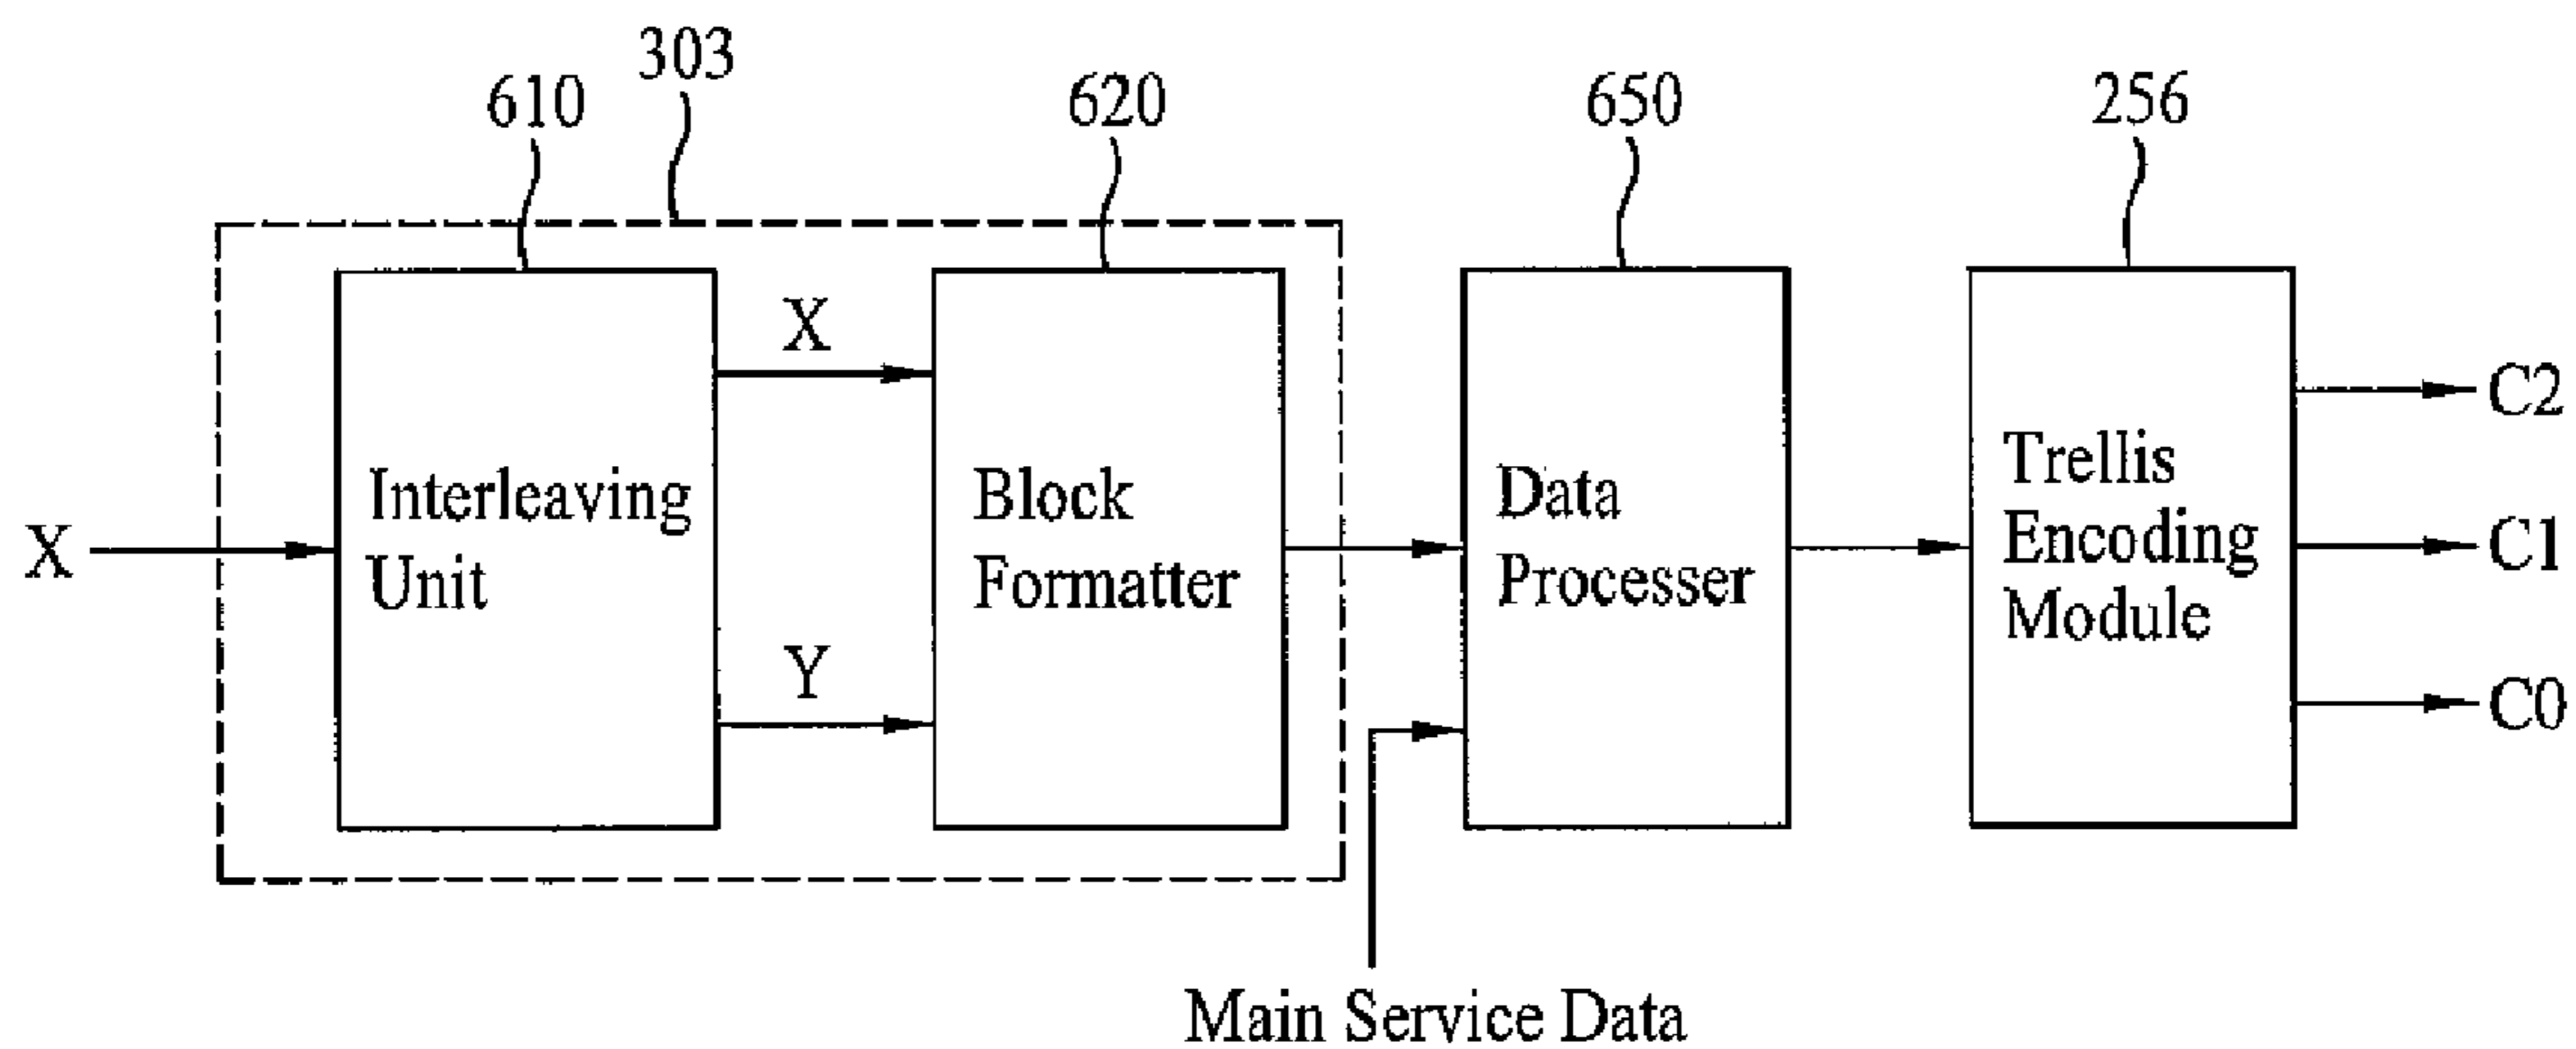 303
610
620
650
256
X
Interleaving
Unit
X
Y
Block
Formatter
Data
Processer
Trellis
Encoding
Module
C2
C1
C0
Main Service Data